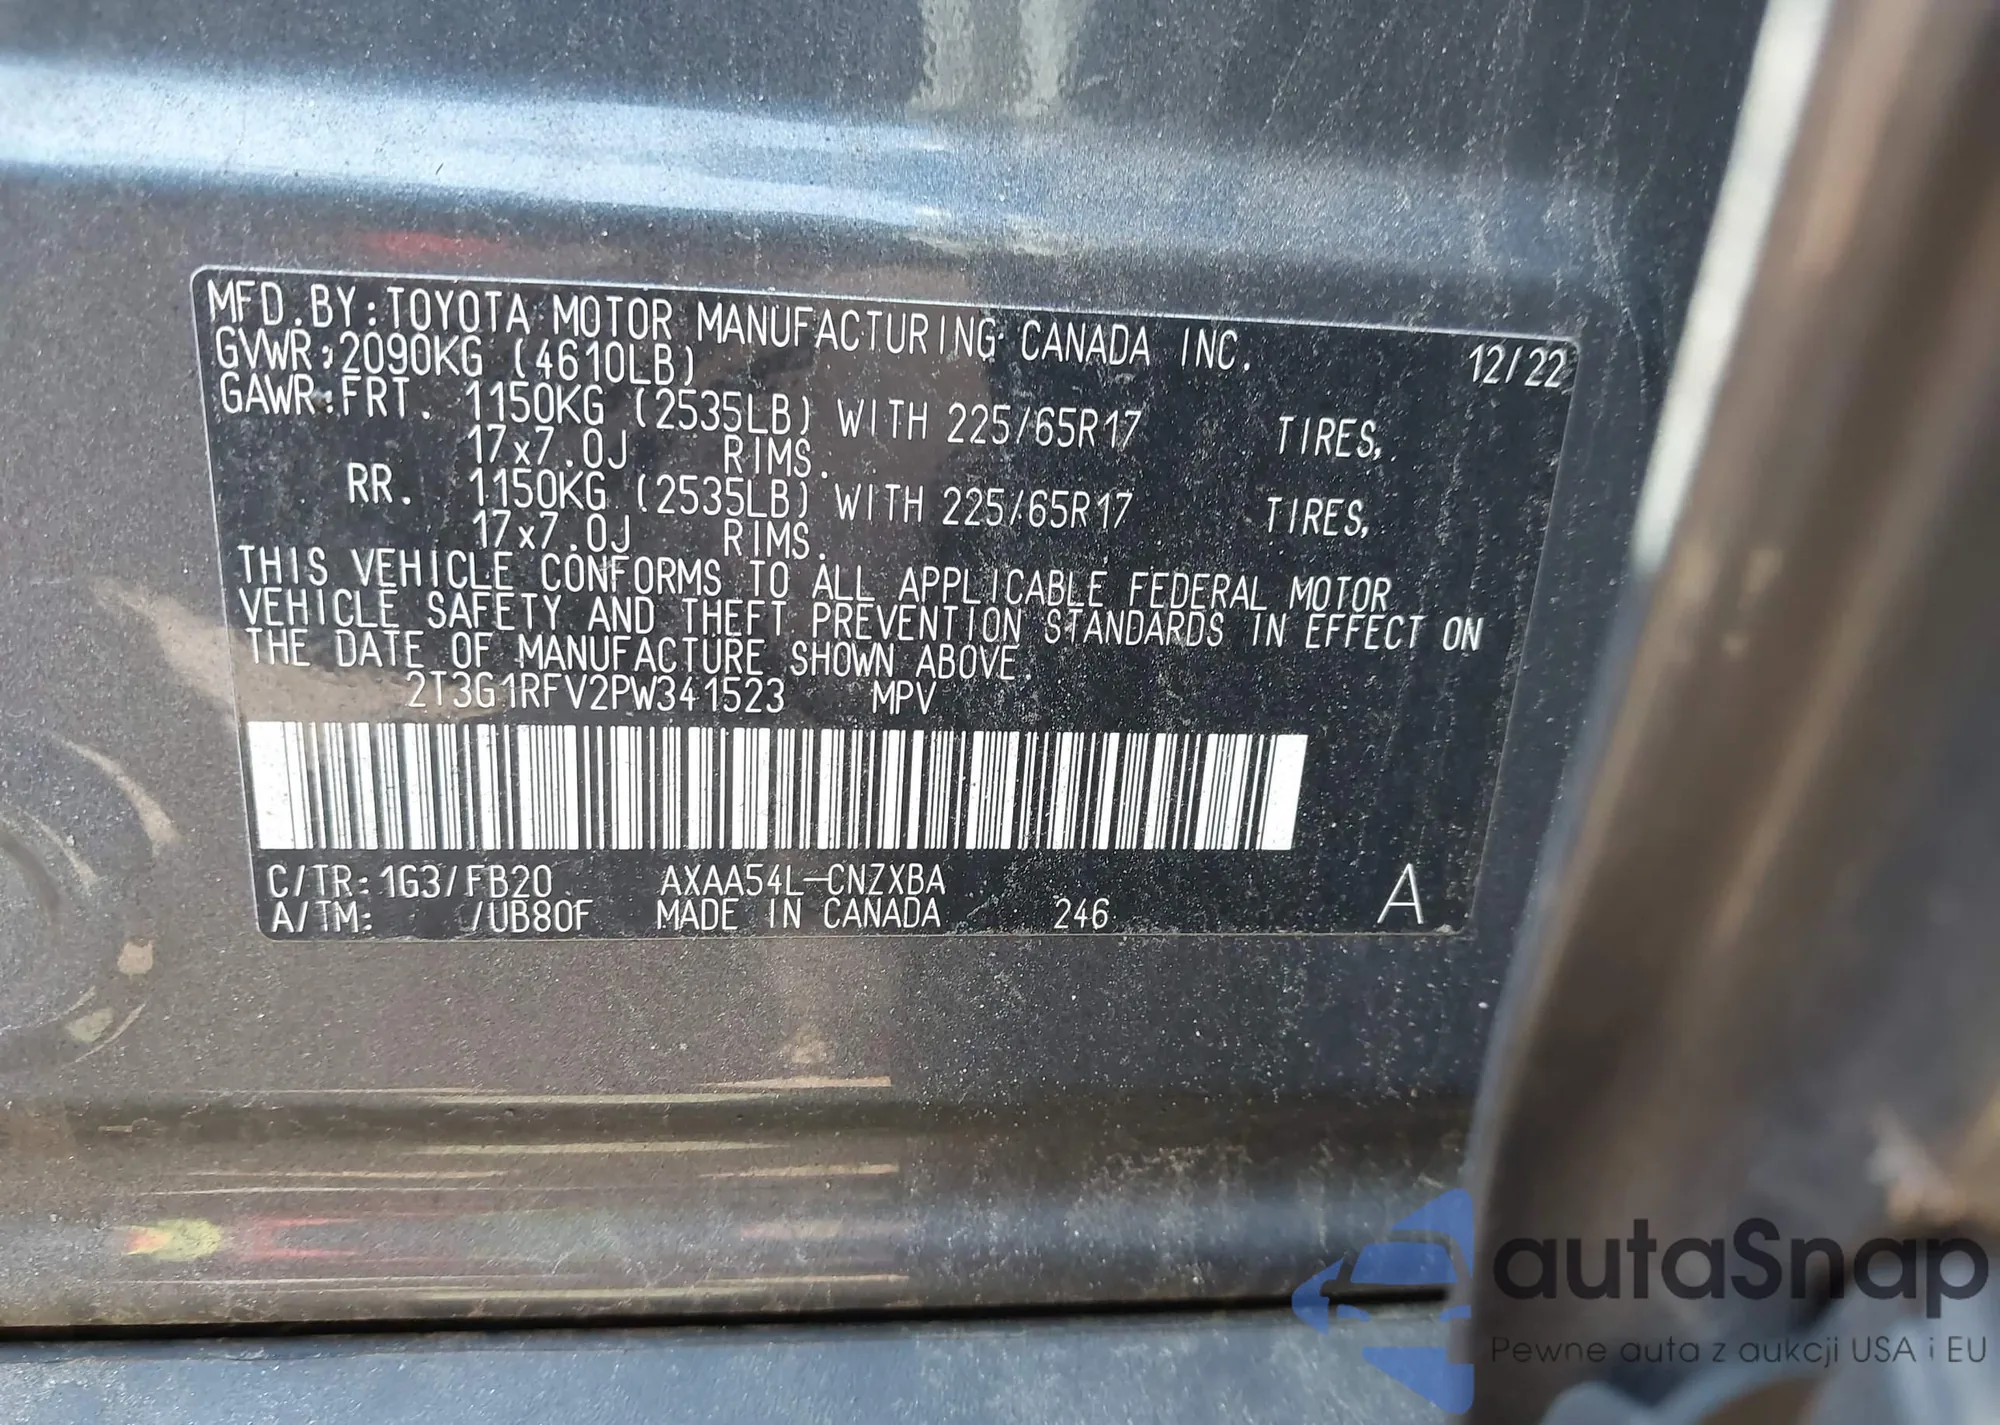 MFD.BY:TOYOTA MOTOR MANUFACTURING CANADA INC. 12/22
GVWR:2090KG (4610LB)
GAWR:FRT. 1150KG (2535LB) WITH 225/65R17 TIRES,
17x7.0J RIMS.
RR. 1150KG (2535LB) WITH 225/65R17 TIRES,
17x7.0J RIMS.
THIS VEHICLE CONFORMS TO ALL APPLICABLE FEDERAL MOTOR
VEHICLE SAFETY AND THEFT PREVENTION STANDARDS IN EFFECT ON
THE DATE OF MANUFACTURE SHOWN ABOVE.
2T3G1RFV2PW341523 MPV
C/TR:1G3/FB20 AXAA54L-CNZXBA A
A/TM: /UB80F MADE IN CANADA 246
autaSnap
Pewne auta z aukcji USA i EU